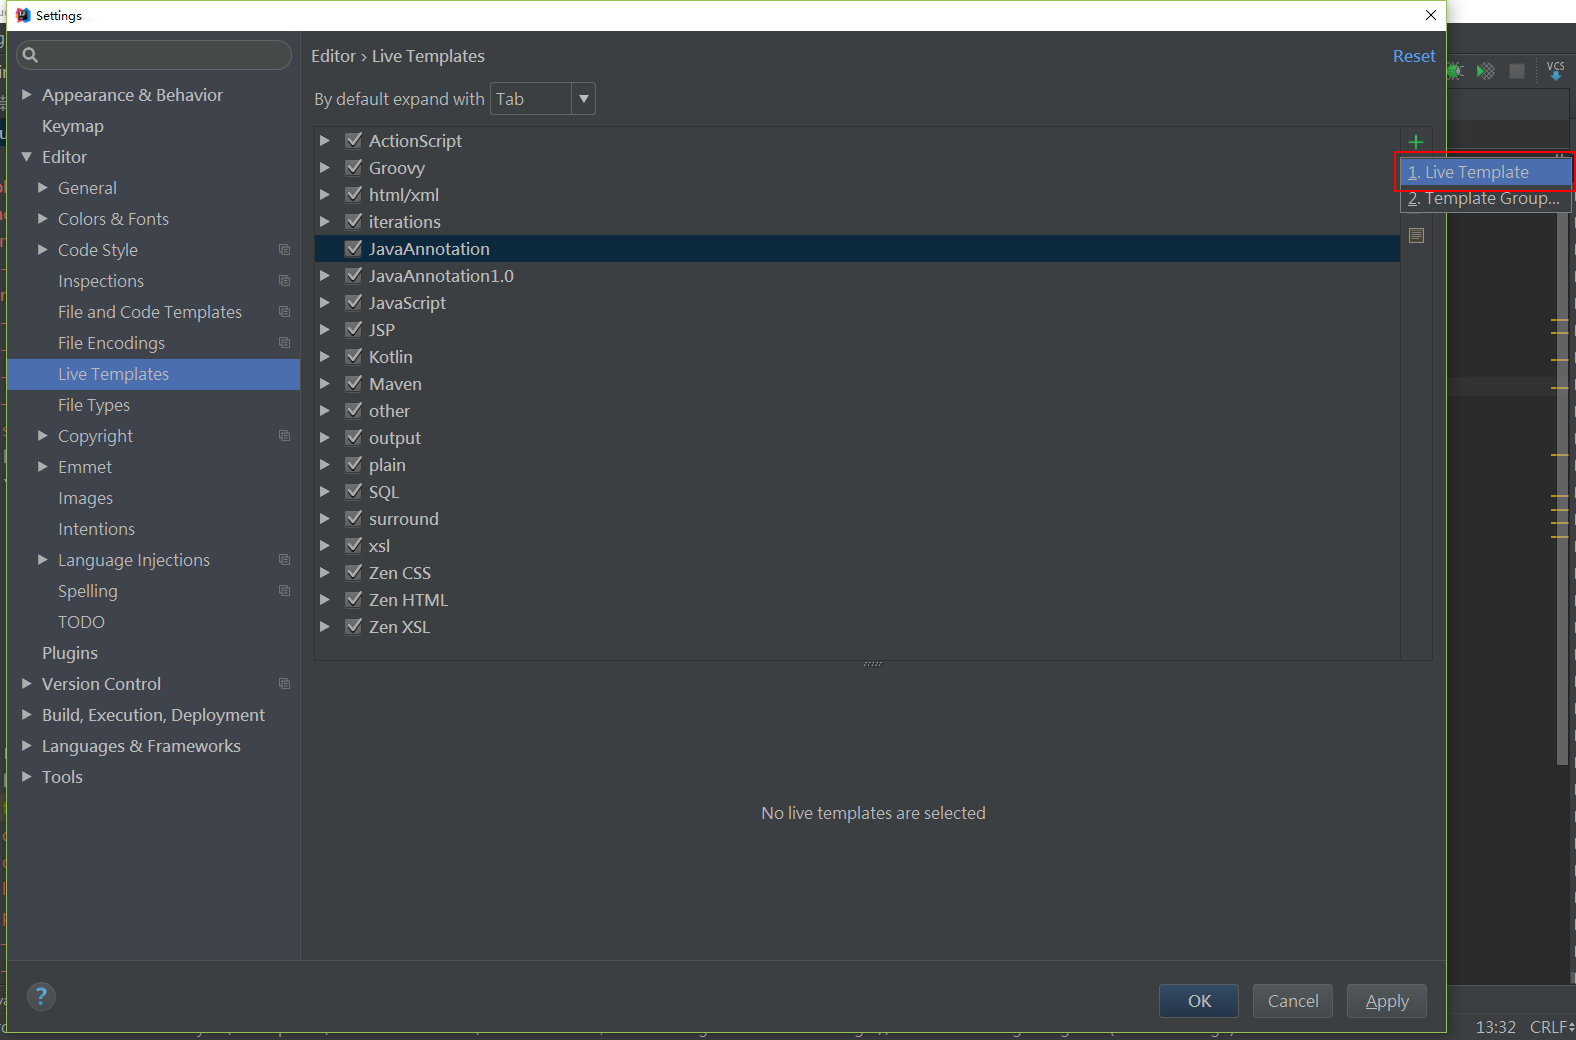 Settings
Appearance & Behavior
Keymap
Editor
General
Colors & Fonts
Code Style
Inspections
File and Code Templates
File Encodings
Live Templates
File Types
Copyright
Emmet
Images
Intentions
Language Injections
Spelling
TODO
Plugins
Version Control
Build, Execution, Deployment
Languages & Frameworks
Tools
Editor › Live Templates
Reset
By default expand with Tab
ActionScript
Groovy
html/xml
iterations
JavaAnnotation
JavaAnnotation1.0
JavaScript
JSP
Kotlin
Maven
other
output
plain
SQL
surround
xsl
Zen CSS
Zen HTML
Zen XSL
1. Live Template
2. Template Group...
No live templates are selected
?
OK
Cancel
Apply
VCS
13:32 CRLF